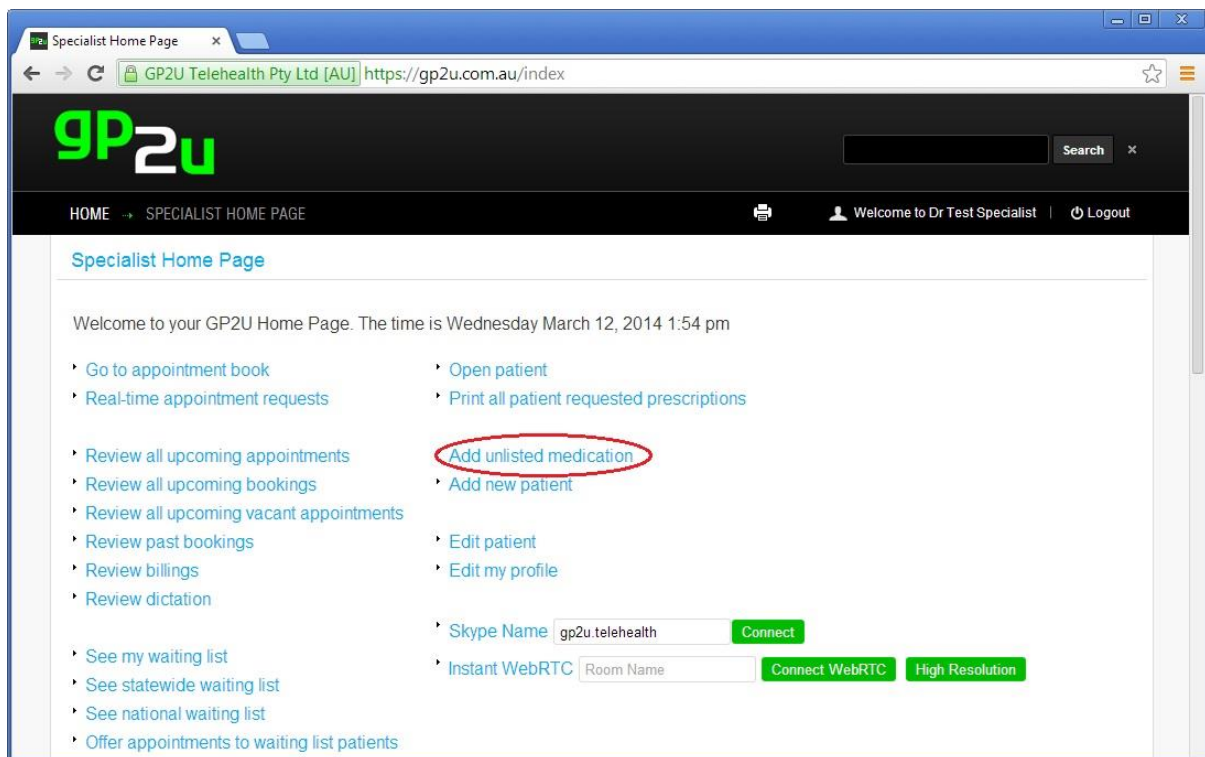 Specialist Home Page
GP2U Telehealth Pty Ltd [AU] https://gp2u.com.au/index
gp2u
Search
HOME SPECIALIST HOME PAGE
Welcome to Dr Test Specialist | Logout
Specialist Home Page
Welcome to your GP2U Home Page. The time is Wednesday March 12, 2014 1:54 pm
Go to appointment book
Real-time appointment requests
Review all upcoming appointments
Review all upcoming bookings
Review all upcoming vacant appointments
Review past bookings
Review billings
Review dictation
See my waiting list
See statewide waiting list
See national waiting list
Offer appointments to waiting list patients
Open patient
Print all patient requested prescriptions
Add unlisted medication
Add new patient
Edit patient
Edit my profile
Skype Name gp2u.telehealth Connect
Instant WebRTC Room Name Connect WebRTC High Resolution